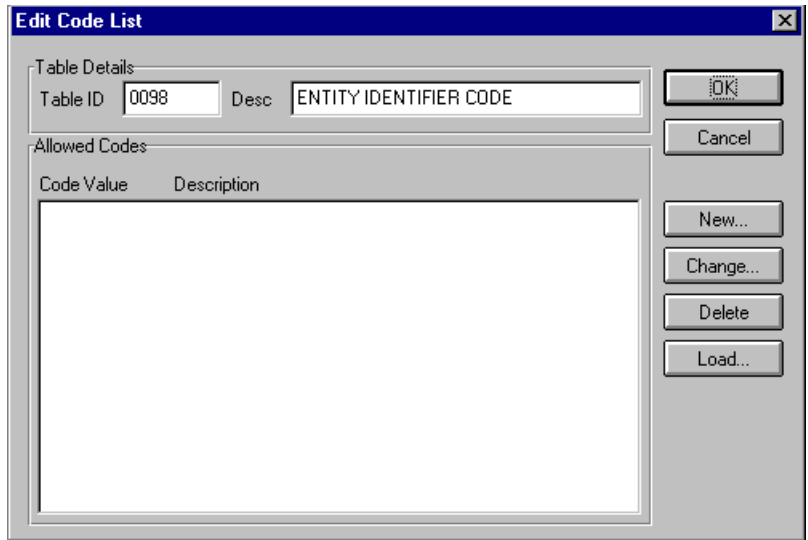 Edit Code List
Table Details
Table ID 0098 Desc ENTITY IDENTIFIER CODE
OK
Cancel
Allowed Codes
Code Value Description
New...
Change...
Delete
Load...